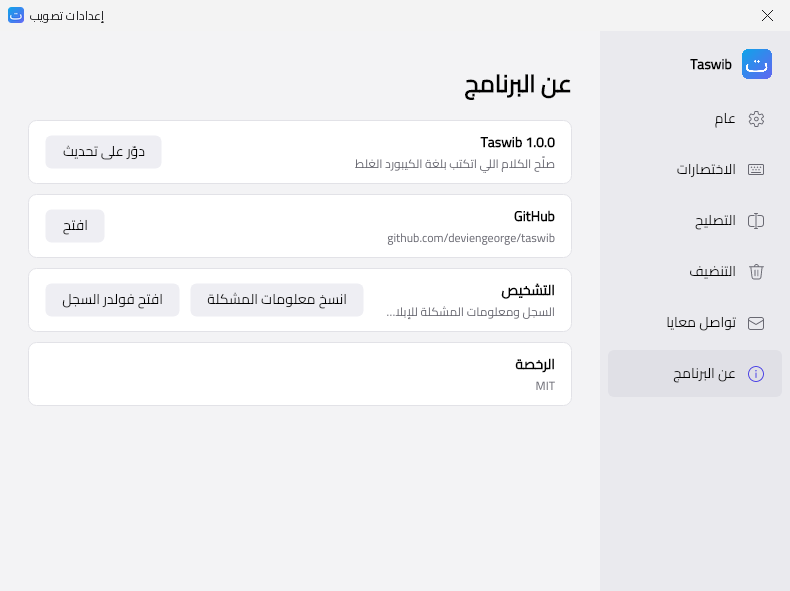 إعدادات تصويب
Taswib
عام
الاختصارات
التصليح
التنضيف
تواصل معايا
عن البرنامج
عن البرنامج
Taswib 1.0.0
صلّح الكلام اللي اتكتب بلغة الكيبورد الغلط
دوّر على تحديث
GitHub
github.com/deviengeorge/taswib
افتح
التشخيص
السجل ومعلومات المشكلة للإبلا...
انسخ معلومات المشكلة
افتح فولدر السجل
الرخصة
MIT